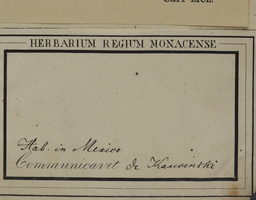 HERBARIUM REGIUM MONACENSE
Hab. in Mexico
Communicavit de Karwinski